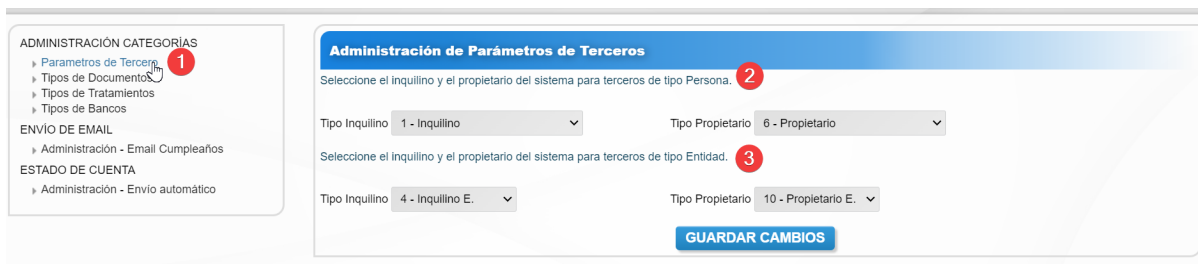 ADMINISTRACIÓN CATEGORÍAS
Parametros de Tercero
1
Tipos de Documentos
Tipos de Tratamientos
Tipos de Bancos
ENVÍO DE EMAIL
Administración - Email Cumpleaños
ESTADO DE CUENTA
Administración - Envío automático
Administración de Parámetros de Terceros
Seleccione el inquilino y el propietario del sistema para terceros de tipo Persona. 2
Tipo Inquilino 1 - Inquilino Tipo Propietario 6 - Propietario
Seleccione el inquilino y el propietario del sistema para terceros de tipo Entidad. 3
Tipo Inquilino 4 - Inquilino E. Tipo Propietario 10 - Propietario E.
GUARDAR CAMBIOS